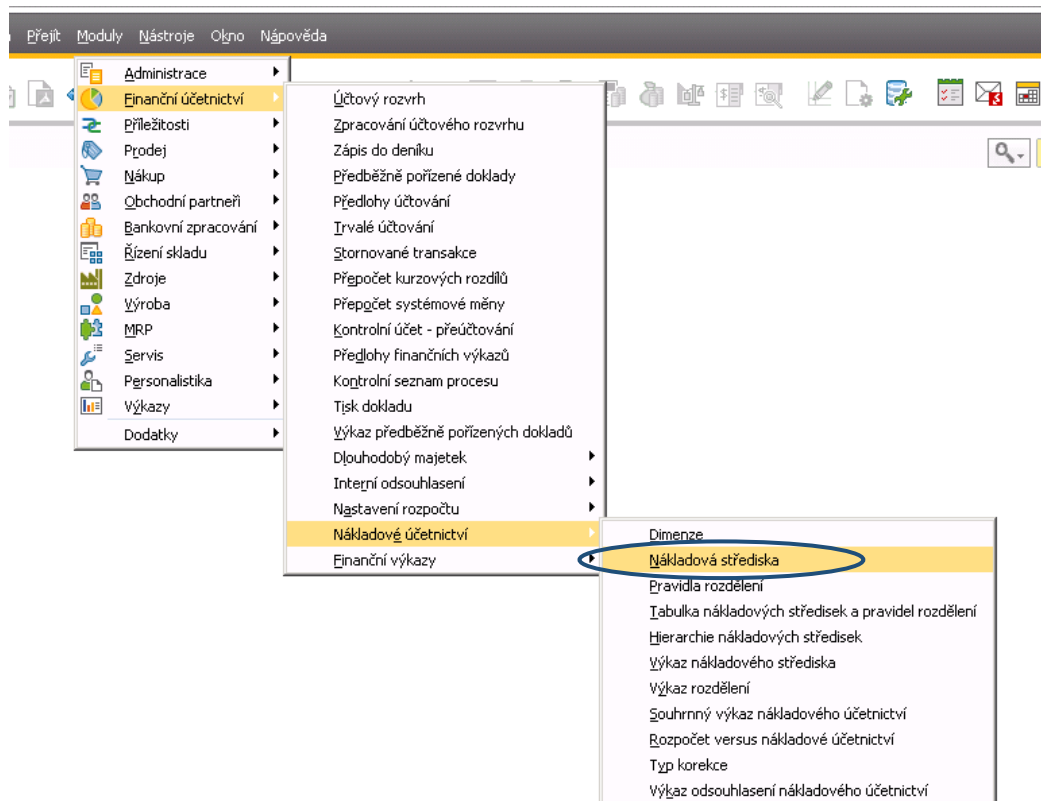 Přejít Moduly Nástroje Okno Nápověda
Administrace
Finanční účetnictví
Příležitosti
Prodej
Nákup
Obchodní partneři
Bankovní zpracování
Řízení skladu
Zdroje
Výroba
MRP
Servis
Personalistika
Výkazy
Dodatky
Účtový rozvrh
Zpracování účtového rozvrhu
Zápis do deníku
Předběžně pořízené doklady
Předlohy účtování
Trvalé účtování
Stornované transakce
Přepočet kurzových rozdílů
Přepočet systémové měny
Kontrolní účet - přeúčtování
Předlohy finančních výkazů
Kontrolní seznam procesu
Tisk dokladu
Výkaz předběžně pořízených dokladů
Dlouhodobý majetek
Interní odsouhlasení
Nastavení rozpočtu
Nákladové účetnictví
Finanční výkazy
Dimenze
Nákladová střediska
Pravidla rozdělení
Tabulka nákladových středisek a pravidel rozdělení
Hierarchie nákladových středisek
Výkaz nákladového střediska
Výkaz rozdělení
Souhrnný výkaz nákladového účetnictví
Rozpočet versus nákladové účetnictví
Typ korekce
Výkaz odsouhlasení nákladového účetnictví